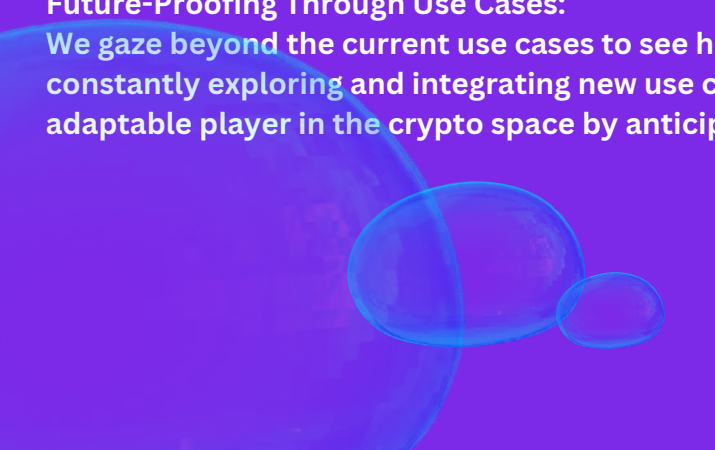 Future-Proofing Through Use Cases:
We gaze beyond the current use cases to see
constantly exploring and integrating new use
adaptable player in the crypto space by